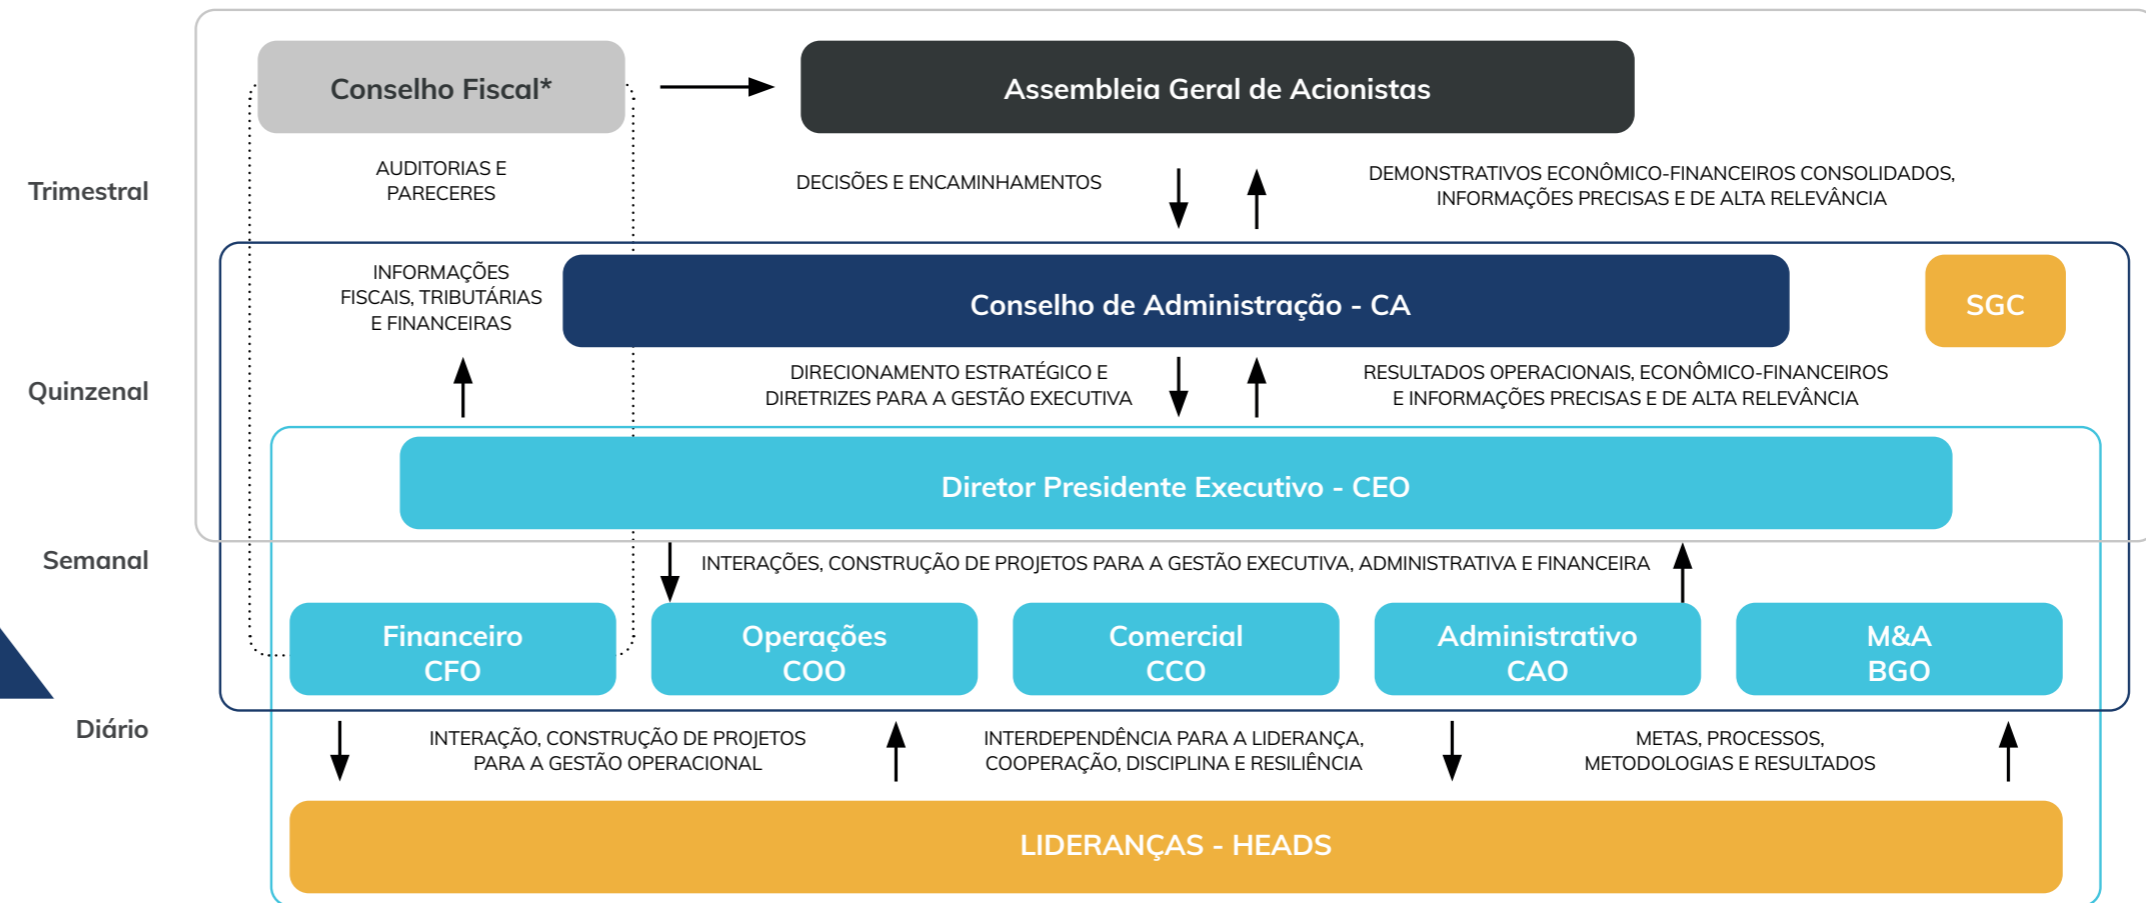 Conselho Fiscal*
Assembleia Geral de Acionistas
Trimestral
AUDITORIAS E
PARECERES
DECISÕES E ENCAMINHAMENTOS
DEMONSTRATIVOS ECONÔMICO-FINANCEIROS CONSOLIDADOS,
INFORMAÇÕES PRECISAS E DE ALTA RELEVÂNCIA
INFORMAÇÕES
FISCAIS, TRIBUTÁRIAS
E FINANCEIRAS
Conselho de Administração - CA
SGC
Quinzenal
DIRECIONAMENTO ESTRATÉGICO E
DIRETRIZES PARA A GESTÃO EXECUTIVA
RESULTADOS OPERACIONAIS, ECONÔMICO-FINANCEIROS
E INFORMAÇÕES PRECISAS E DE ALTA RELEVÂNCIA
Diretor Presidente Executivo - CEO
Semanal
INTERAÇÕES, CONSTRUÇÃO DE PROJETOS PARA A GESTÃO EXECUTIVA, ADMINISTRATIVA E FINANCEIRA
Financeiro
CFO
Operações
COO
Comercial
CCO
Administrativo
CAO
M&A
BGO
Diário
INTERAÇÃO, CONSTRUÇÃO DE PROJETOS
PARA A GESTÃO OPERACIONAL
INTERDEPENDÊNCIA PARA A LIDERANÇA,
COOPERAÇÃO, DISCIPLINA E RESILIÊNCIA
METAS, PROCESSOS,
METODOLOGIAS E RESULTADOS
LIDERANÇAS - HEADS